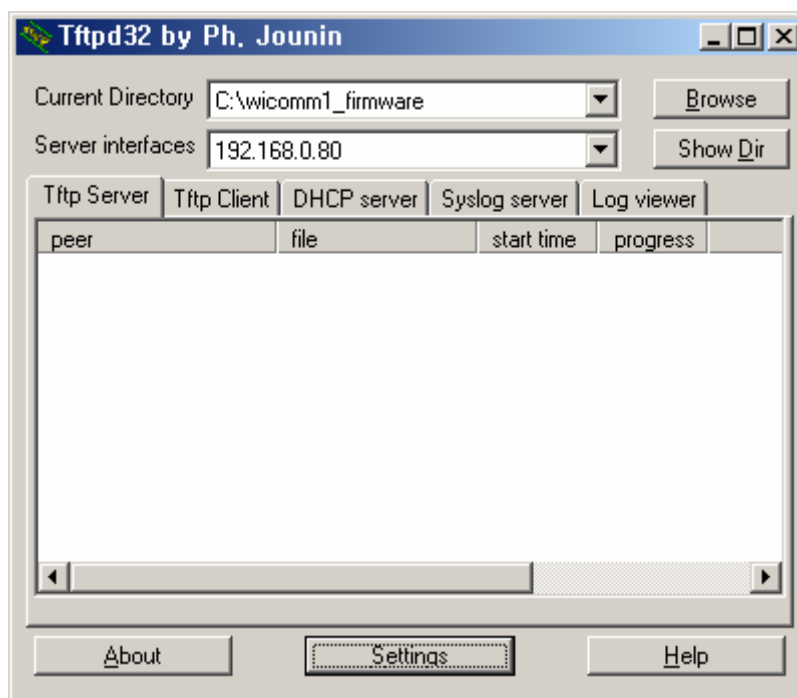 Tftpd32 by Ph. Jounin
Current Directory C:\wicomm1_firmware Browse
Server interfaces 192.168.0.80 Show Dir
Tftp Server Tftp Client DHCP server Syslog server Log viewer
peer file start time progress
About Settings Help